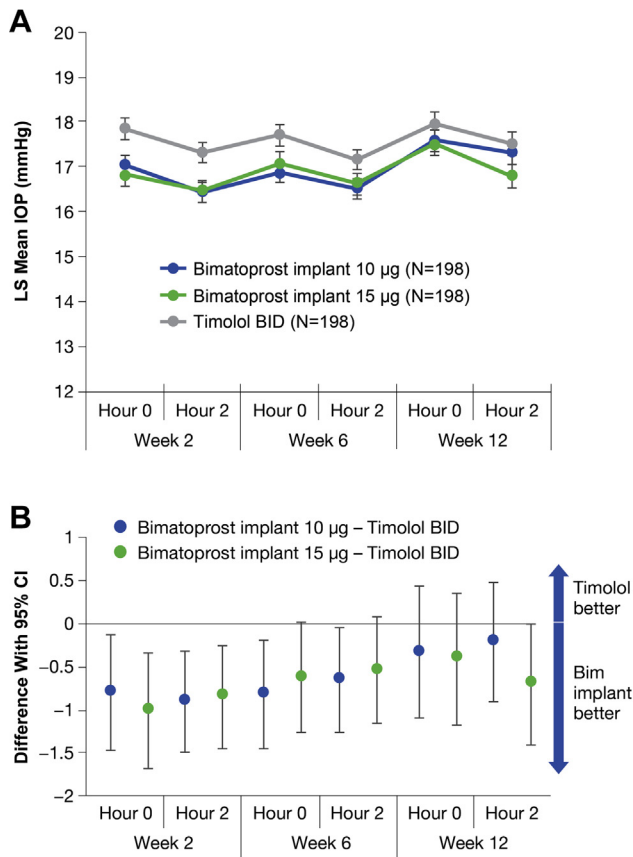 A
LS Mean IOP (mmHg)
20
19
18
17
16
15
14
13
12
Bimatoprost implant 10 µg (N=198)
Bimatoprost implant 15 µg (N=198)
Timolol BID (N=198)
Hour 0 Hour 2 Hour 0 Hour 2 Hour 0 Hour 2
Week 2 Week 6 Week 12
B
Bimatoprost implant 10 µg – Timolol BID
Bimatoprost implant 15 µg – Timolol BID
Difference With 95% CI
1
0.5
0
−0.5
−1
−1.5
−2
Timolol
better
Bim
implant
better
Hour 0 Hour 2 Hour 0 Hour 2 Hour 0 Hour 2
Week 2 Week 6 Week 12